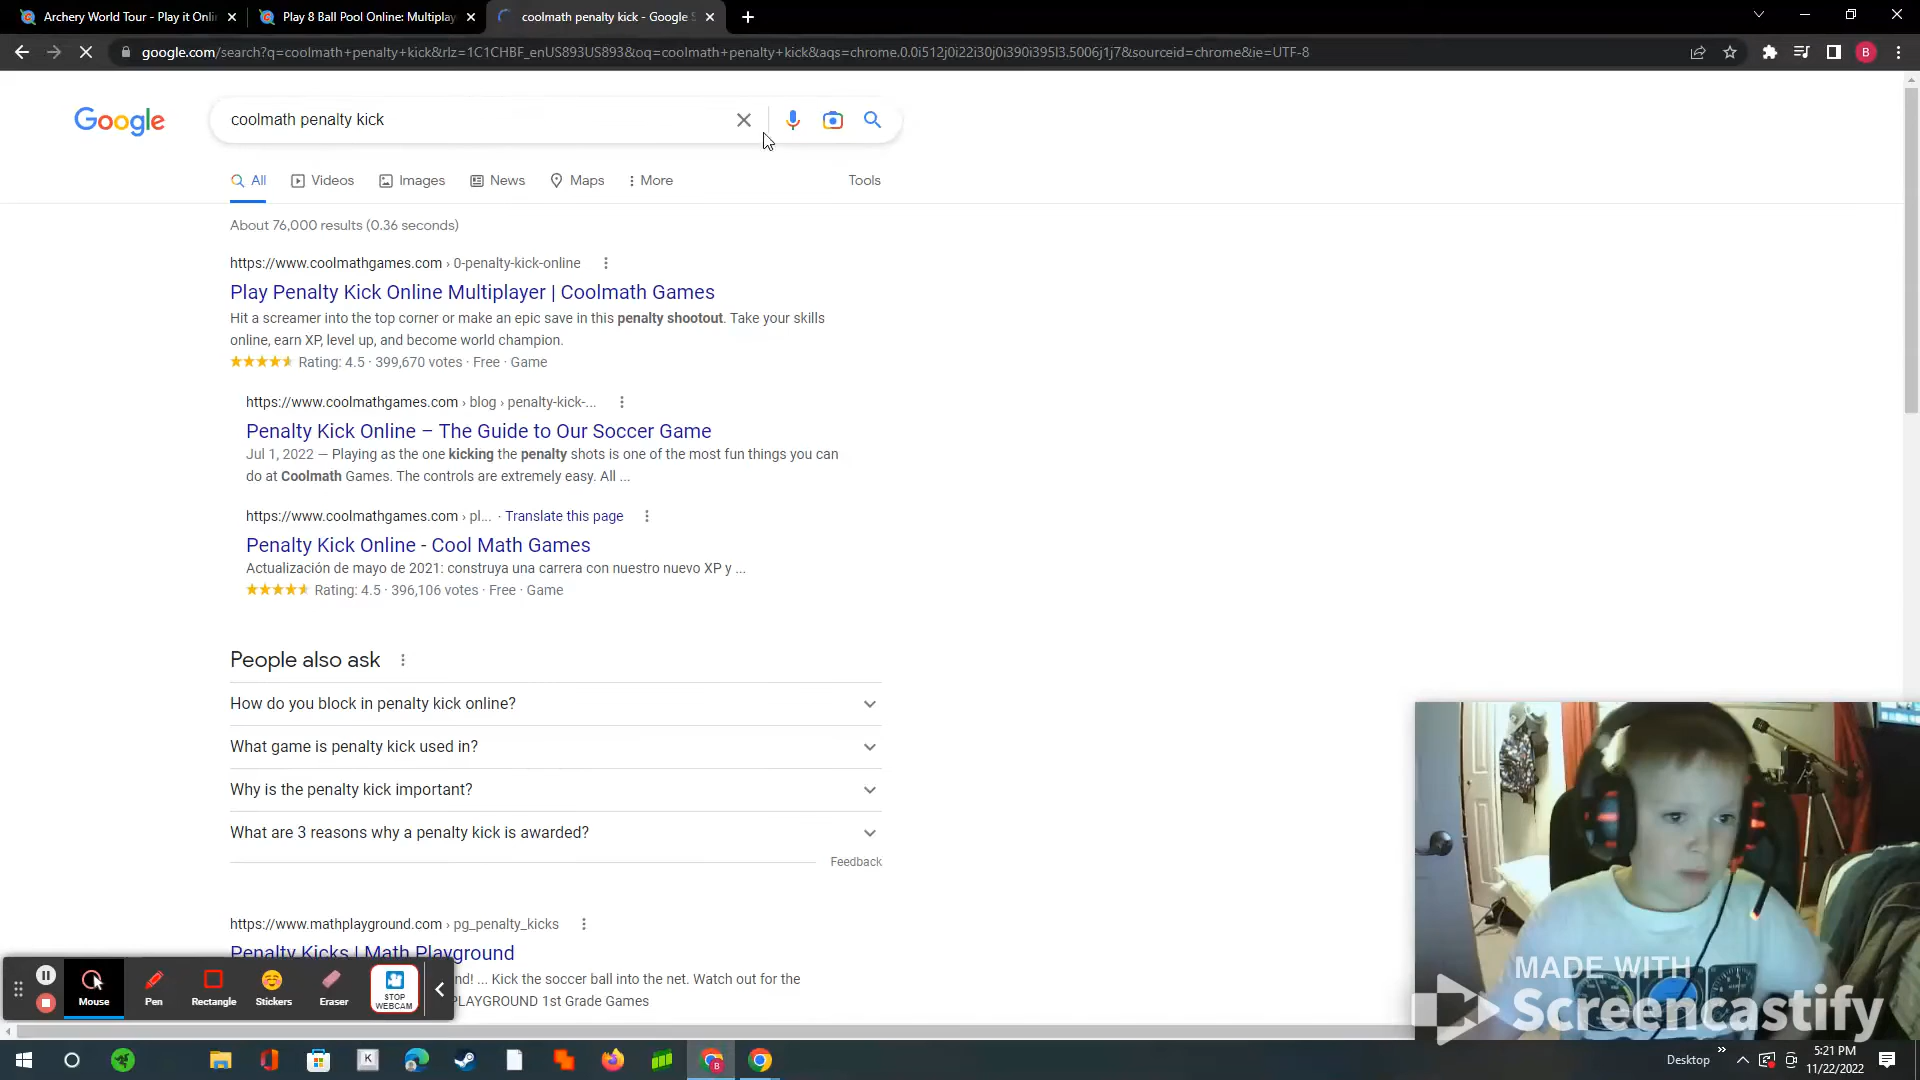 Archery World Tour - Play it Onli
Play 8 Ball Pool Online: Multiplay
coolmath penalty kick - Google S
google.com/search?q=coolmath+penalty+kick&rlz=1C1CHBF_enUS893US893&oq=coolmath+penalty+kick&aqs=chrome.0.0i512j0i22i30j0i390i395l3.5006j1j7&sourceid=chrome&ie=UTF-8
B
Google
coolmath penalty kick
All
Videos
Images
News
Maps
More
Tools
About 76,000 results (0.36 seconds)
https://www.coolmathgames.com › 0-penalty-kick-online
Play Penalty Kick Online Multiplayer | Coolmath Games
Hit a screamer into the top corner or make an epic save in this penalty shootout. Take your skills
online, earn XP, level up, and become world champion.
Rating: 4.5 · 399,670 votes · Free · Game
https://www.coolmathgames.com › blog › penalty-kick-...
Penalty Kick Online – The Guide to Our Soccer Game
Jul 1, 2022 — Playing as the one kicking the penalty shots is one of the most fun things you can
do at Coolmath Games. The controls are extremely easy. All ...
https://www.coolmathgames.com › pl... · Translate this page
Penalty Kick Online - Cool Math Games
Actualización de mayo de 2021: construya una carrera con nuestro nuevo XP y ...
Rating: 4.5 · 396,106 votes · Free · Game
People also ask
How do you block in penalty kick online?
What game is penalty kick used in?
Why is the penalty kick important?
What are 3 reasons why a penalty kick is awarded?
Feedback
https://www.mathplayground.com › pg_penalty_kicks
Penalty Kicks | Math Playground
nd! ... Kick the soccer ball into the net. Watch out for the
PLAYGROUND 1st Grade Games
Mouse
Pen
Rectangle
Stickers
Eraser
STOP
WEBCAM
MADE WITH
Screencastify
K
B
Desktop
5:21 PM
11/22/2022